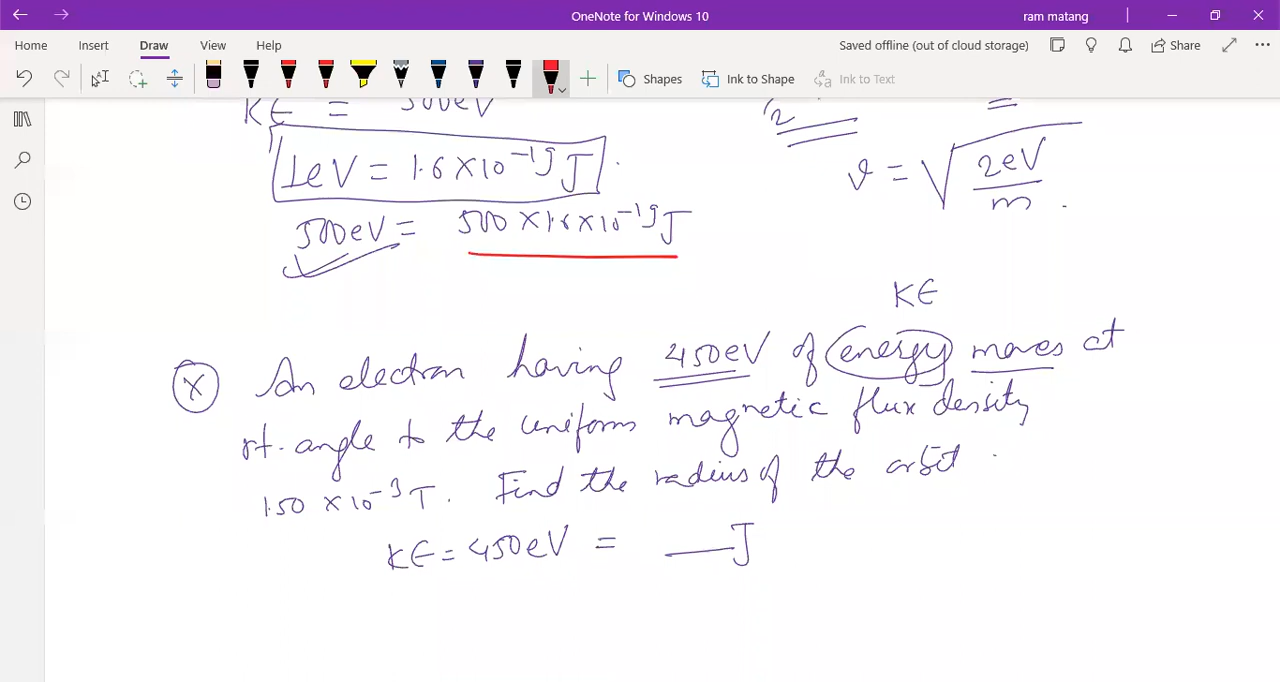 OneNote for Windows 10
ram matang
Home Insert Draw View Help
Saved offline (out of cloud storage)
Share
Shapes
Ink to Shape
Ink to Text
KE = 500eV
2
1eV = 1.6 × 10⁻¹⁹ J
500eV = 500 × 1.6 × 10⁻¹⁹ J
v = √2eV/m.
KE
X An electron having 450eV of energy moves at
rt. angle to the uniform magnetic flux density
1.50 × 10⁻³ T. Find the radius of the orbit.
KE = 450eV = __ J